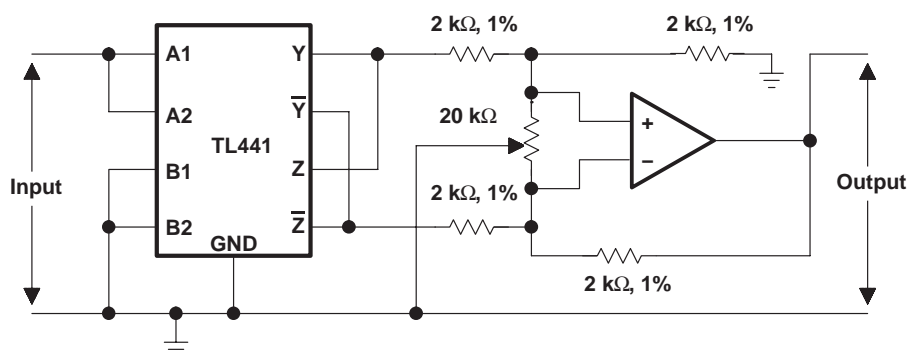 2 kΩ, 1%
2 kΩ, 1%
A1
Y
A2
Y̅
20 kΩ
+
TL441
−
Input
B1
Z
Output
2 kΩ, 1%
B2
Z̅
GND
2 kΩ, 1%